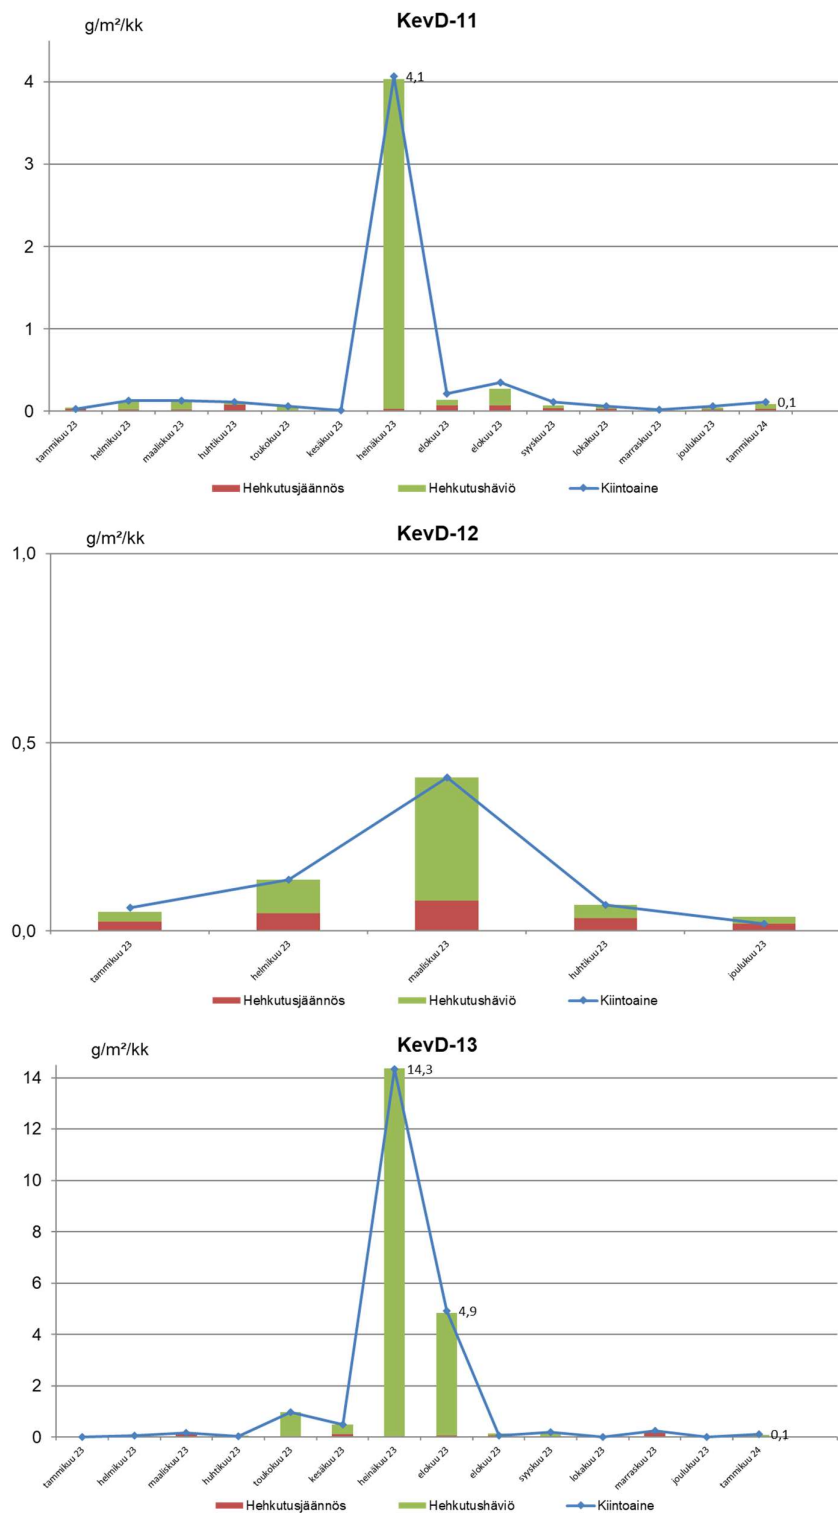 KevD-11
g/m²/kk
4
4,1
3
2
1
0
0,1
tammikuu 23
helmikuu 23
maaliskuu 23
huhtikuu 23
toukokuu 23
kesäkuu 23
heinäkuu 23
elokuu 23
elokuu 23
syyskuu 23
lokakuu 23
marraskuu 23
joulukuu 23
tammikuu 24
Hehkutusjäännös Hehkutushäviö Kiintoaine
KevD-12
g/m²/kk
1,0
0,5
0,0
tammikuu 23
helmikuu 23
maaliskuu 23
huhtikuu 23
joulukuu 23
Hehkutusjäännös Hehkutushäviö Kiintoaine
KevD-13
g/m²/kk
14
14,3
12
10
8
6
4
4,9
2
0
0,1
tammikuu 23
helmikuu 23
maaliskuu 23
huhtikuu 23
toukokuu 23
kesäkuu 23
heinäkuu 23
elokuu 23
elokuu 23
syyskuu 23
lokakuu 23
marraskuu 23
joulukuu 23
tammikuu 24
Hehkutusjäännös Hehkutushäviö Kiintoaine